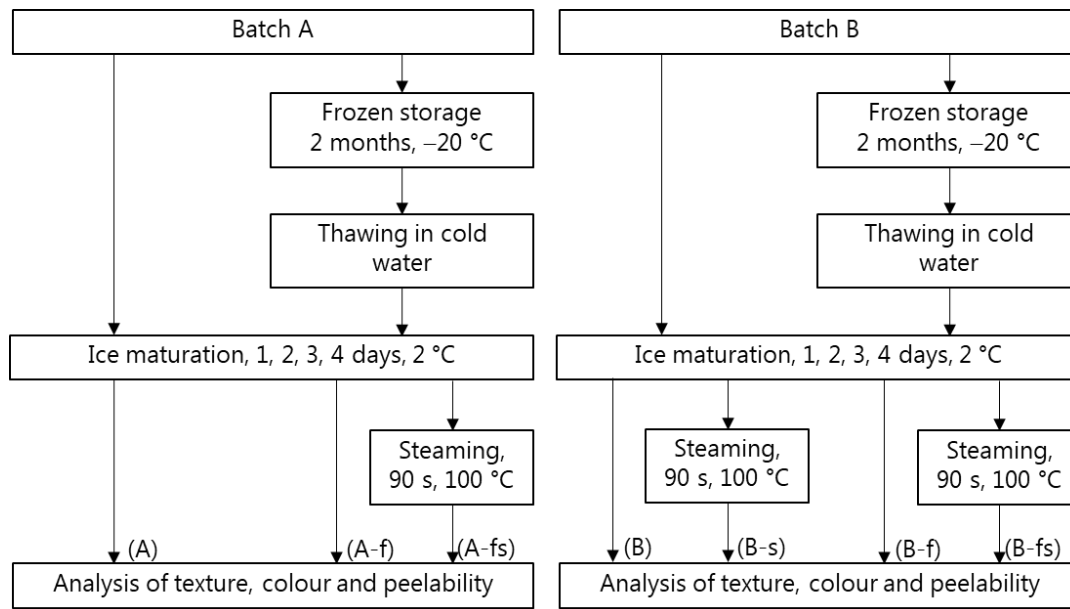 Batch A
Frozen storage
2 months, −20 °C
Thawing in cold
water
Ice maturation, 1, 2, 3, 4 days, 2 °C
Steaming,
90 s, 100 °C
(A)
(A-f)
(A-fs)
Analysis of texture, colour and peelability
Batch B
Frozen storage
2 months, −20 °C
Thawing in cold
water
Ice maturation, 1, 2, 3, 4 days, 2 °C
Steaming,
90 s, 100 °C
Steaming,
90 s, 100 °C
(B)
(B-s)
(B-f)
(B-fs)
Analysis of texture, colour and peelability